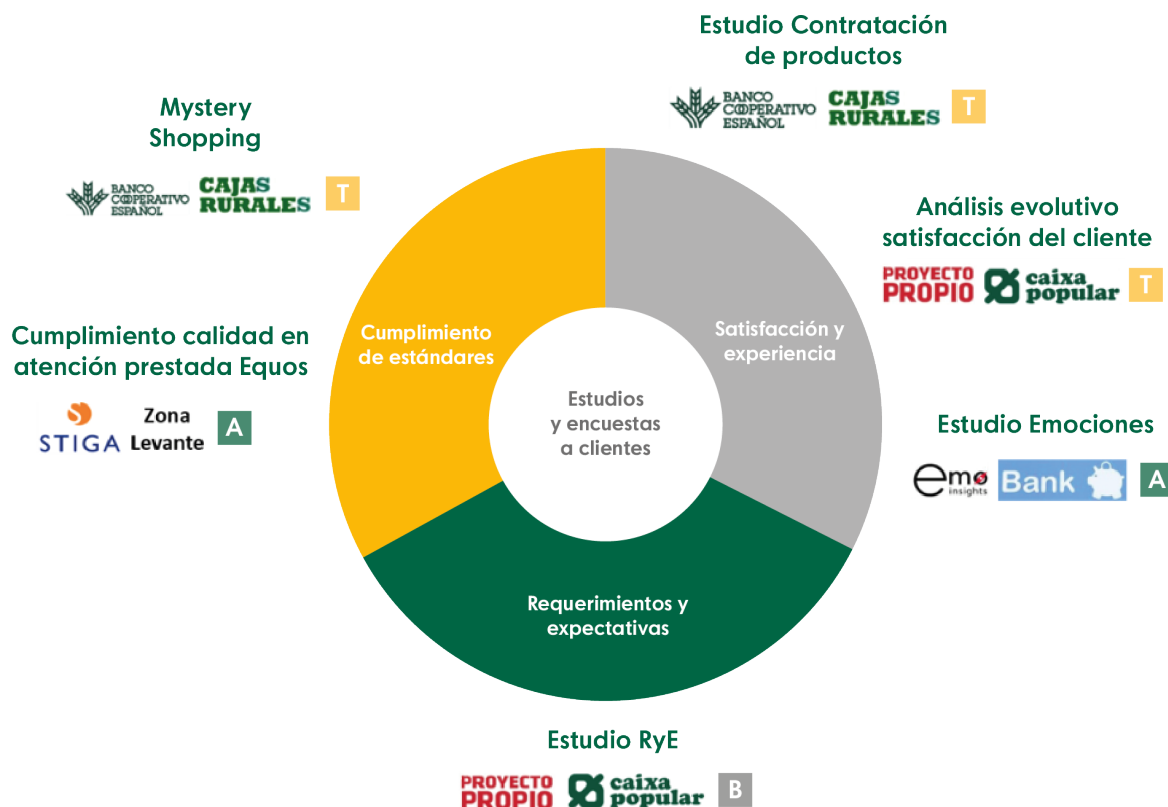 Estudio Contratación
de productos
BANCO
COOPERATIVO
ESPAÑOL
CAJAS
RURALES
T
Mystery
Shopping
BANCO
COOPERATIVO
ESPAÑOL
CAJAS
RURALES
T
Análisis evolutivo
satisfacción del cliente
PROYECTO
PROPIO
caixa
popular
T
Cumplimiento calidad en
atención prestada Equos
STIGA
Zona
Levante
A
Cumplimiento
de estándares
Satisfacción y
experiencia
Estudios
y encuestas
a clientes
Estudio Emociones
emo
insights
Bank
A
Requerimientos y
expectativas
Estudio RyE
PROYECTO
PROPIO
caixa
popular
B